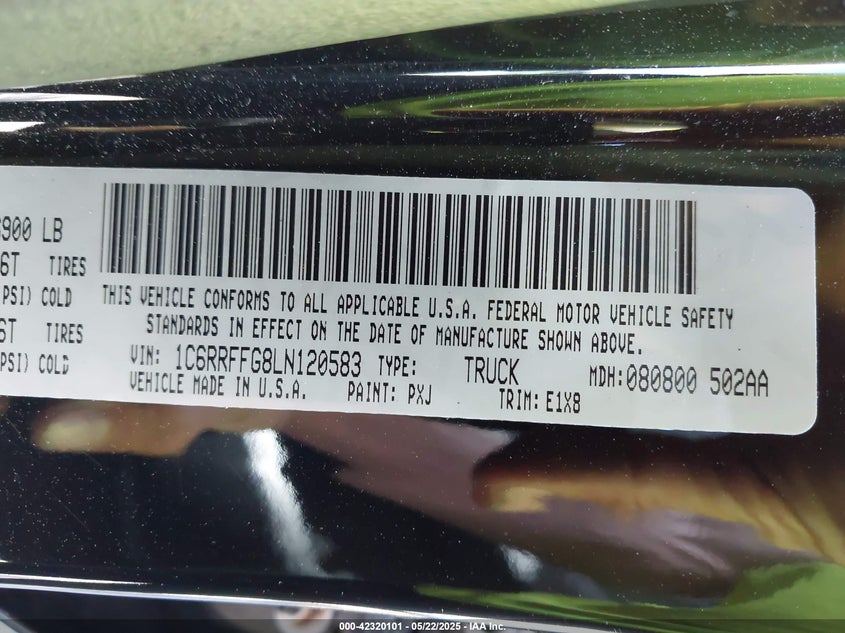 900 LB
6T TIRES
PSI) COLD
6T TIRES
PSI) COLD
THIS VEHICLE CONFORMS TO ALL APPLICABLE U.S.A. FEDERAL MOTOR VEHICLE SAFETY
STANDARDS IN EFFECT ON THE DATE OF MANUFACTURE SHOWN ABOVE.
VIN: 1C6RRFFG8LN120583 TYPE: TRUCK MDH: 080800 502AA
VEHICLE MADE IN U.S.A. PAINT: PXJ TRIM: E1X8
000-42320101 — 05/22/2025 — IAA Inc.